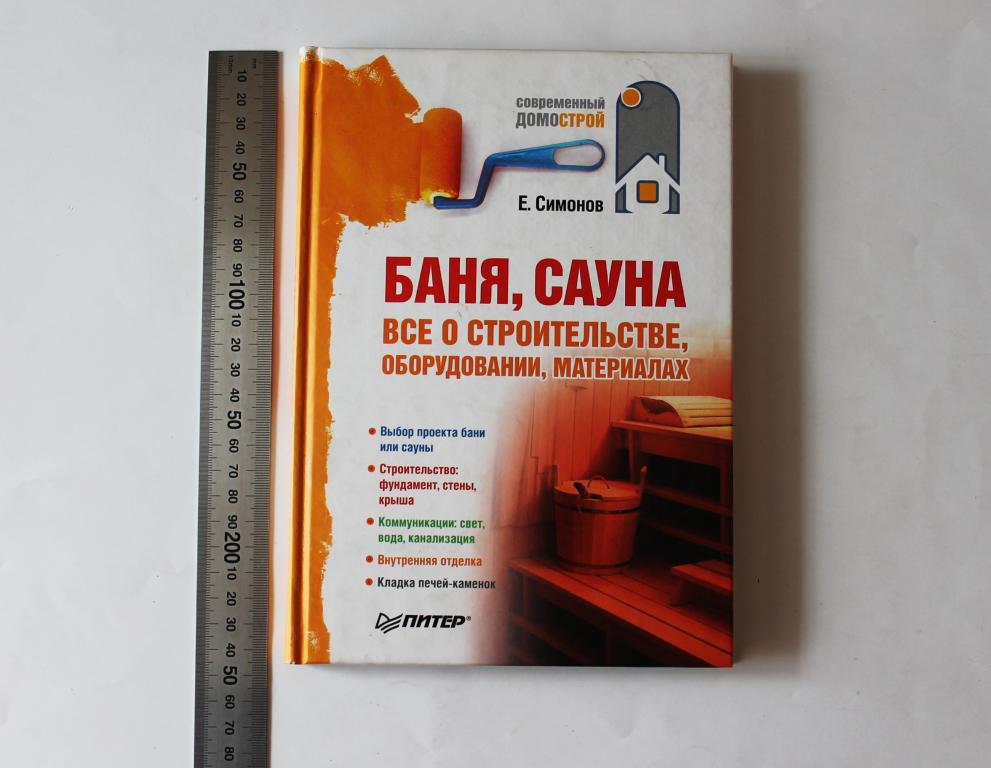 современный
ДОМОСТРОЙ
Е. Симонов
БАНЯ, САУНА
ВСЕ О СТРОИТЕЛЬСТВЕ,
ОБОРУДОВАНИИ, МАТЕРИАЛАХ
Выбор проекта бани
или сауны
Строительство:
фундамент, стены,
крыша
Коммуникации: свет,
вода, канализация
Внутренняя отделка
Кладка печей-каменок
ПИТЕР®
mm
10
20
30
40
50
60
70
80
90
100
10
20
30
40
50
60
70
80
90
200
10
20
30
40
50
60
70
80